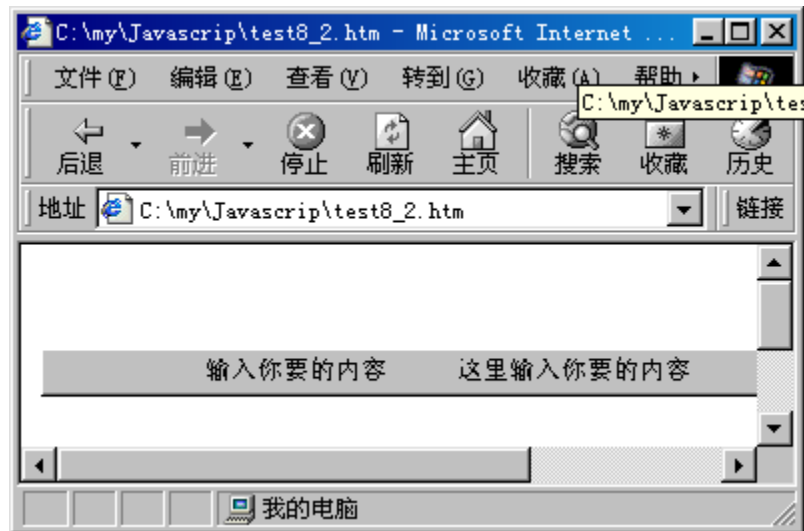 C:\my\Javascrip\test8_2.htm - Microsoft Interne ...
文件(F) 编辑(E) 查看(V) 转到(G) 收藏(A) 帮助
C:\my\Javascrip\tes
后退 前进 停止 刷新 主页 搜索 收藏 历史
地址 C:\my\Javascrip\test8_2.htm 链接
输入你要的内容 这里输入你要的内容
我的电脑